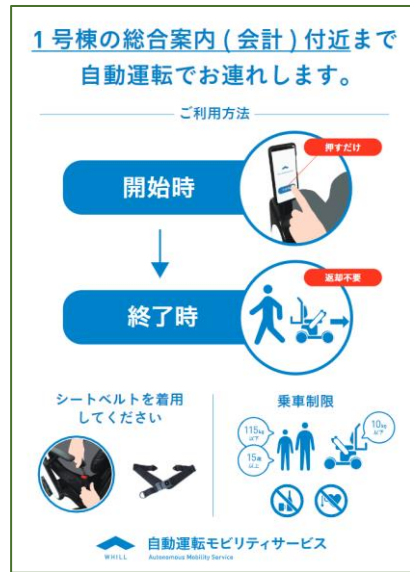 1号棟の総合案内(会計)付近まで
自動運転でお連れします。
ご利用方法
押すだけ
開始時
返却不要
終了時
シートベルトを着用
してください
乗車制限
115kg
以下
15歳
以上
10kg
以下
WHILL
自動運転モビリティサービス
Autonomous Mobility Service